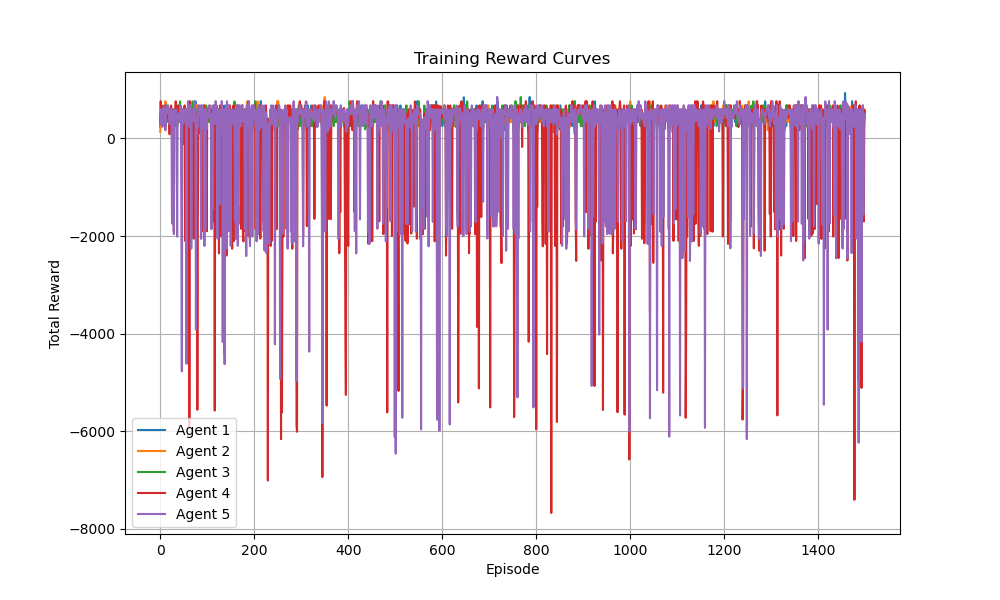 Training Reward Curves
Total Reward
0
−2000
−4000
−6000
−8000
Agent 1
Agent 2
Agent 3
Agent 4
Agent 5
0 200 400 600 800 1000 1200 1400
Episode